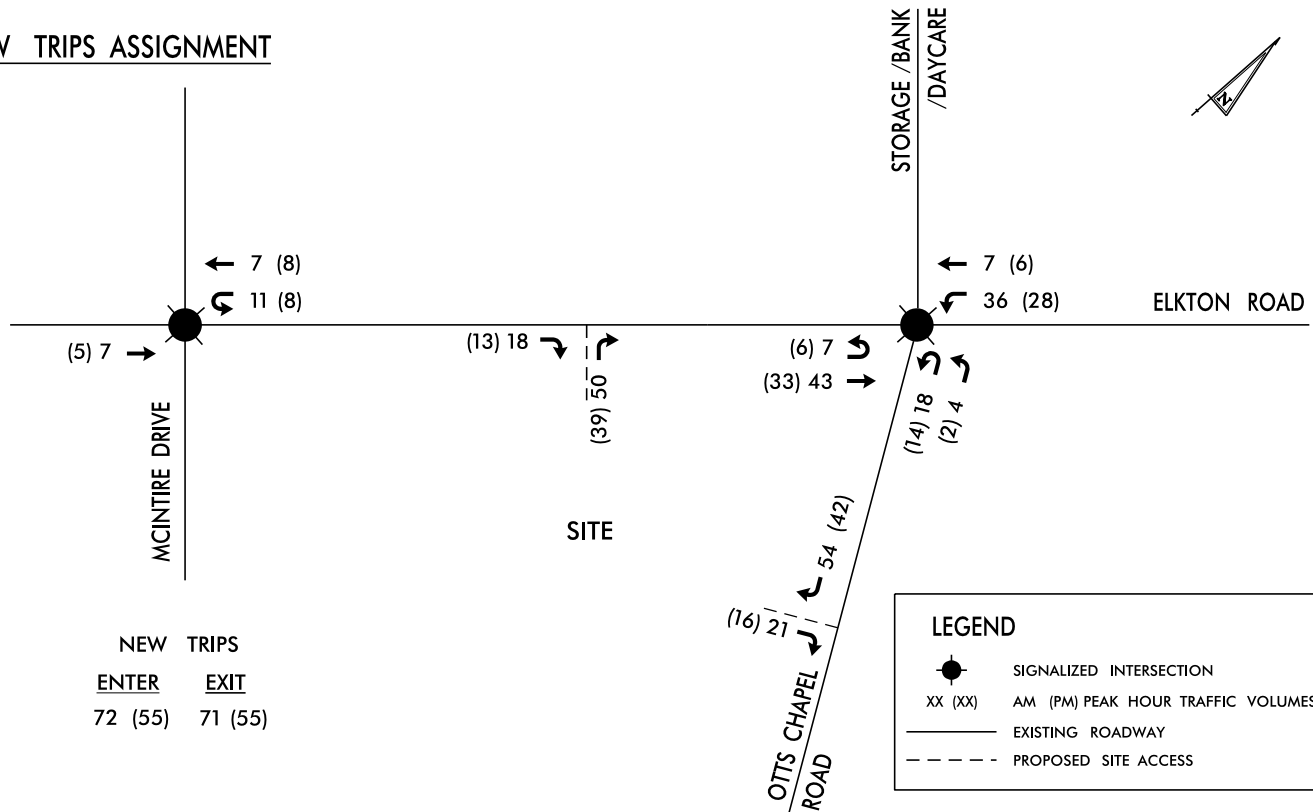 TRIPS ASSIGNMENT
STORAGE /BANK
/DAYCARE
N
7 (8)
11 (8)
7 (6)
36 (28)
ELKTON ROAD
(5) 7
(13) 18
(39) 50
(6) 7
(33) 43
(14) 18
(2) 4
MCINTIRE DRIVE
SITE
54 (42)
(16) 21
OTTS CHAPEL
ROAD
NEW TRIPS
ENTER EXIT
72 (55) 71 (55)
LEGEND
SIGNALIZED INTERSECTION
XX (XX) AM (PM) PEAK HOUR TRAFFIC VOLUMES
EXISTING ROADWAY
PROPOSED SITE ACCESS